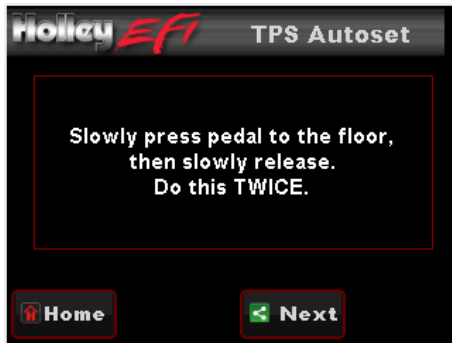 Holley EFI
TPS Autoset
Slowly press pedal to the floor,
then slowly release.
Do this TWICE.
Home
Next